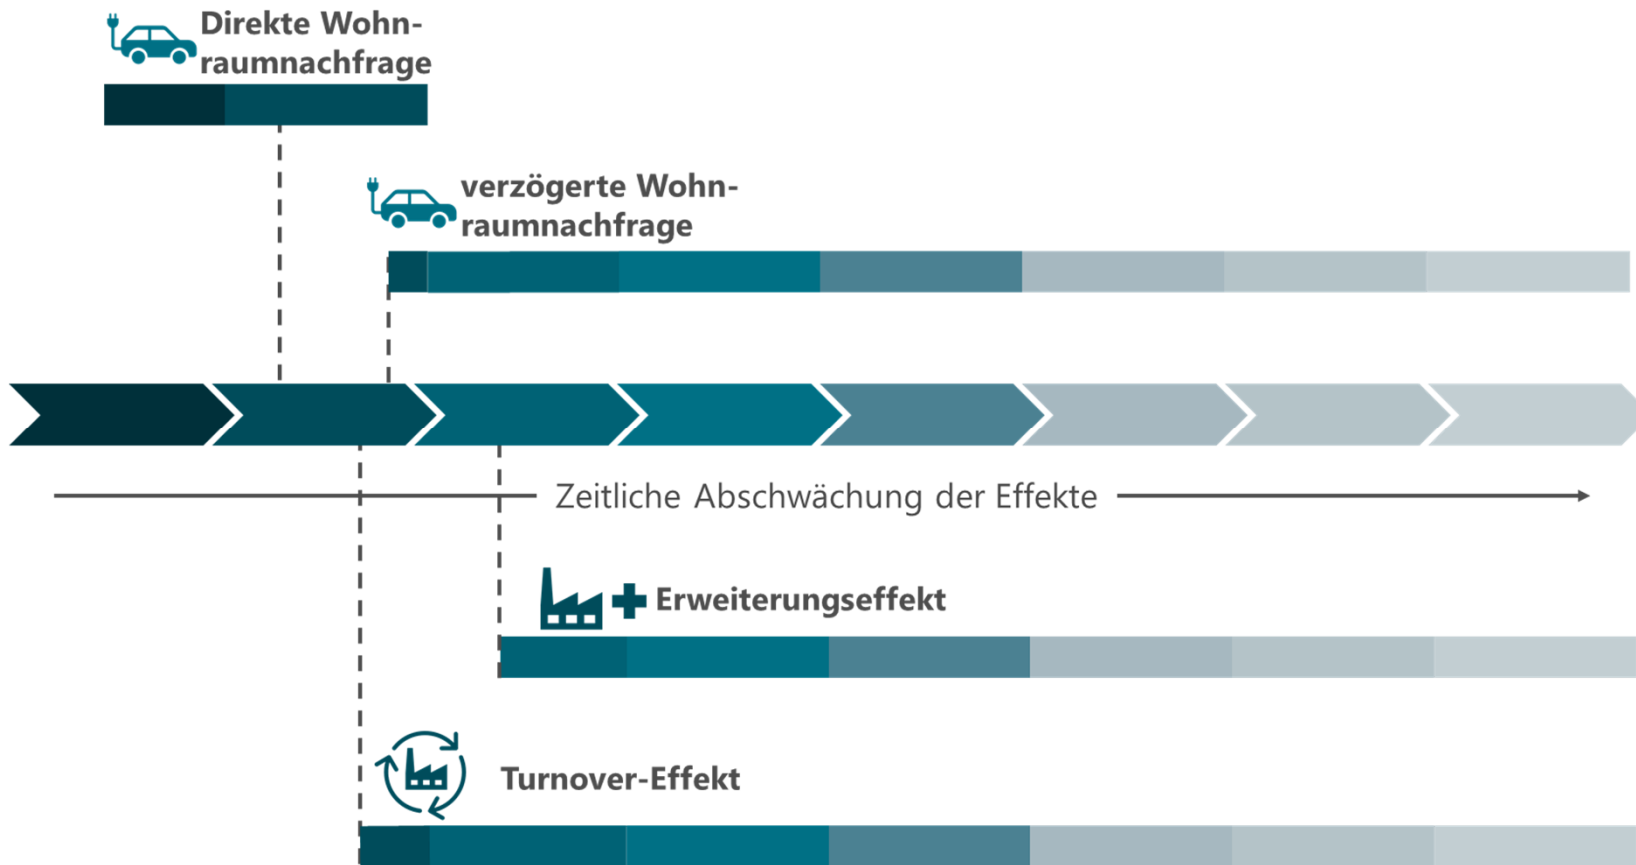 Direkte Wohn-
raumnachfrage
verzögerte Wohn-
raumnachfrage
Zeitliche Abschwächung der Effekte
Erweiterungseffekt
Turnover-Effekt